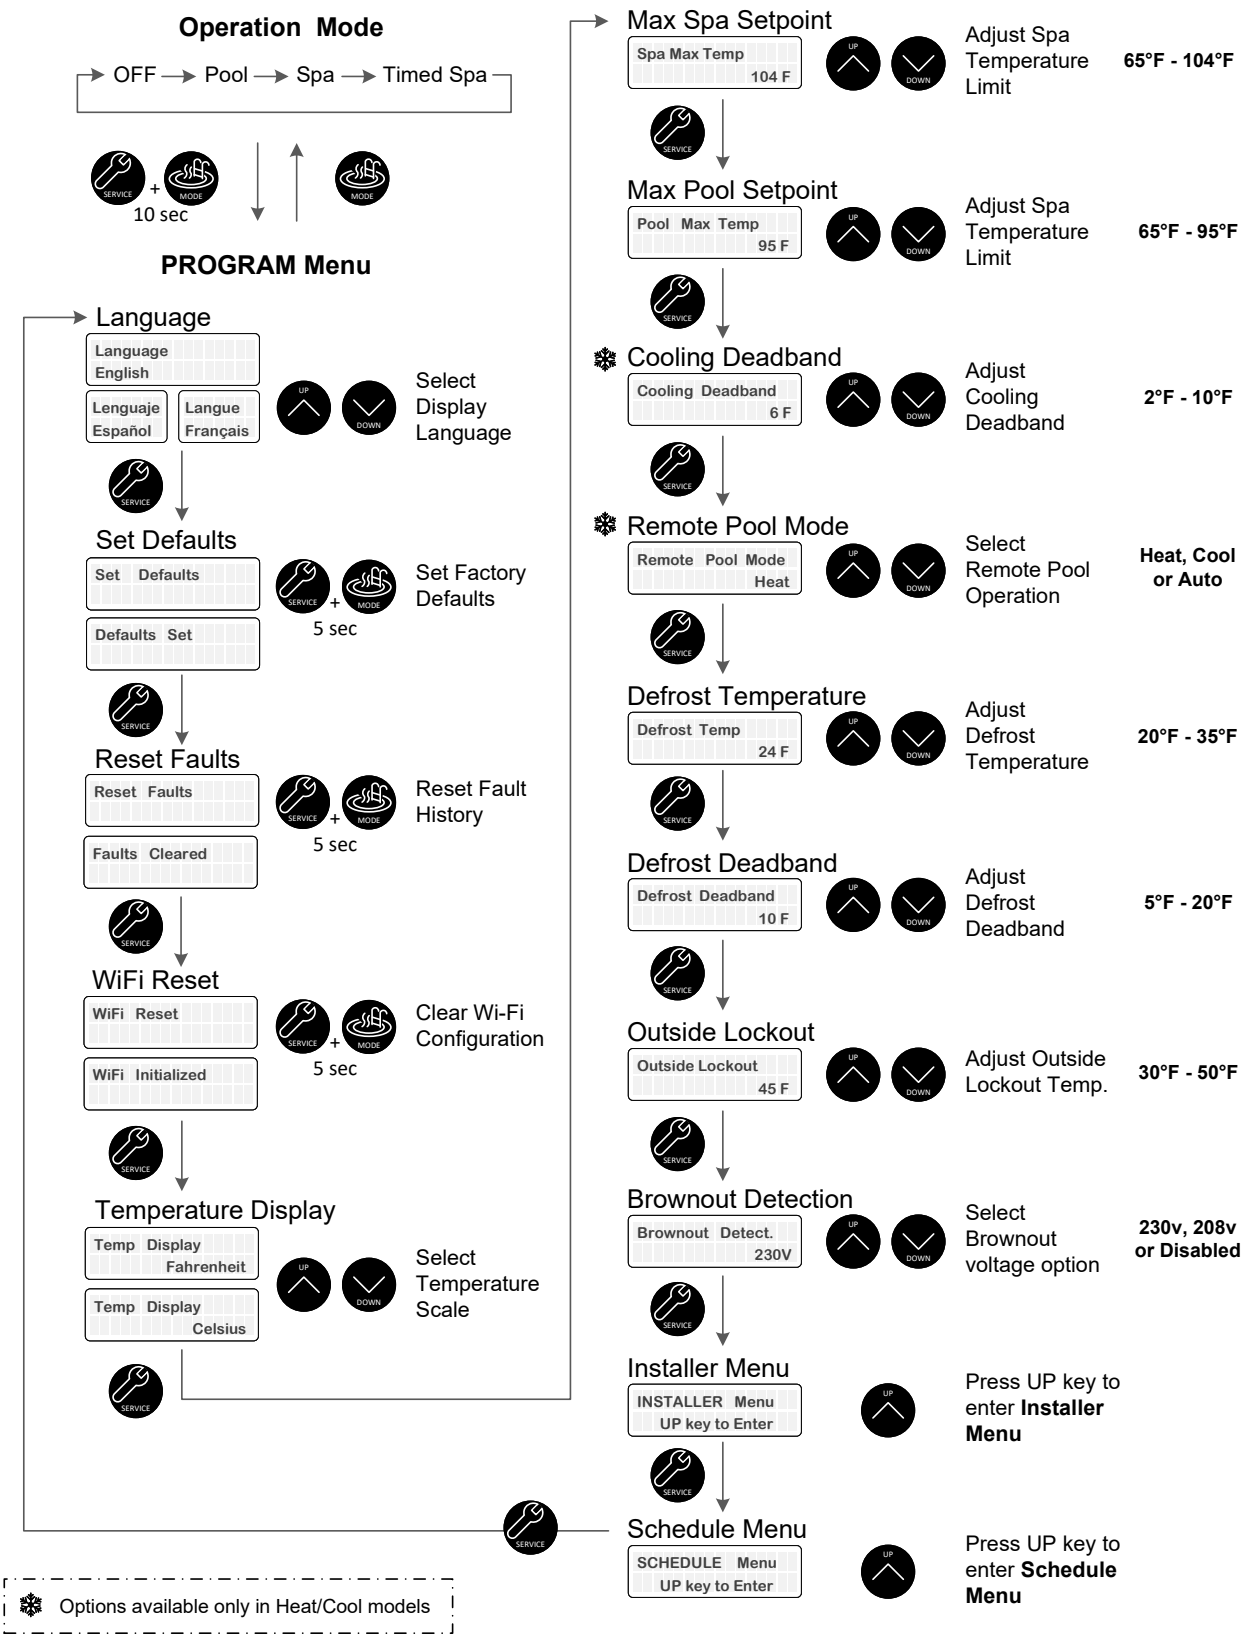 Operation Mode
OFF Pool Spa Timed Spa
SERVICE + MODE
10 sec
MODE
PROGRAM Menu
Language
Language
English
Lenguaje
Español
Langue
Français
UP
DOWN
Select
Display
Language
SERVICE
Set Defaults
Set Defaults
Defaults Set
SERVICE + MODE
5 sec
Set Factory
Defaults
SERVICE
Reset Faults
Reset Faults
Faults Cleared
SERVICE + MODE
5 sec
Reset Fault
History
SERVICE
WiFi Reset
WiFi Reset
WiFi Initialized
SERVICE + MODE
5 sec
Clear Wi-Fi
Configuration
SERVICE
Temperature Display
Temp Display
Fahrenheit
Temp Display
Celsius
UP
DOWN
Select
Temperature
Scale
SERVICE
Max Spa Setpoint
Spa Max Temp
104 F
UP
DOWN
Adjust Spa
Temperature
Limit
65°F - 104°F
SERVICE
Max Pool Setpoint
Pool Max Temp
95 F
UP
DOWN
Adjust Spa
Temperature
Limit
65°F - 95°F
SERVICE
Cooling Deadband
Cooling Deadband
6 F
UP
DOWN
Adjust
Cooling
Deadband
2°F - 10°F
SERVICE
Remote Pool Mode
Remote Pool Mode
Heat
UP
DOWN
Select
Remote Pool
Operation
Heat, Cool
or Auto
SERVICE
Defrost Temperature
Defrost Temp
24 F
UP
DOWN
Adjust
Defrost
Temperature
20°F - 35°F
SERVICE
Defrost Deadband
Defrost Deadband
10 F
UP
DOWN
Adjust
Defrost
Deadband
5°F - 20°F
SERVICE
Outside Lockout
Outside Lockout
45 F
UP
DOWN
Adjust Outside
Lockout Temp.
30°F - 50°F
SERVICE
Brownout Detection
Brownout Detect.
230V
UP
DOWN
Select
Brownout
voltage option
230v, 208v
or Disabled
SERVICE
Installer Menu
INSTALLER Menu
UP key to Enter
UP
Press UP key to
enter Installer
Menu
SERVICE
Schedule Menu
SCHEDULE Menu
UP key to Enter
UP
Press UP key to
enter Schedule
Menu
SERVICE
Options available only in Heat/Cool models